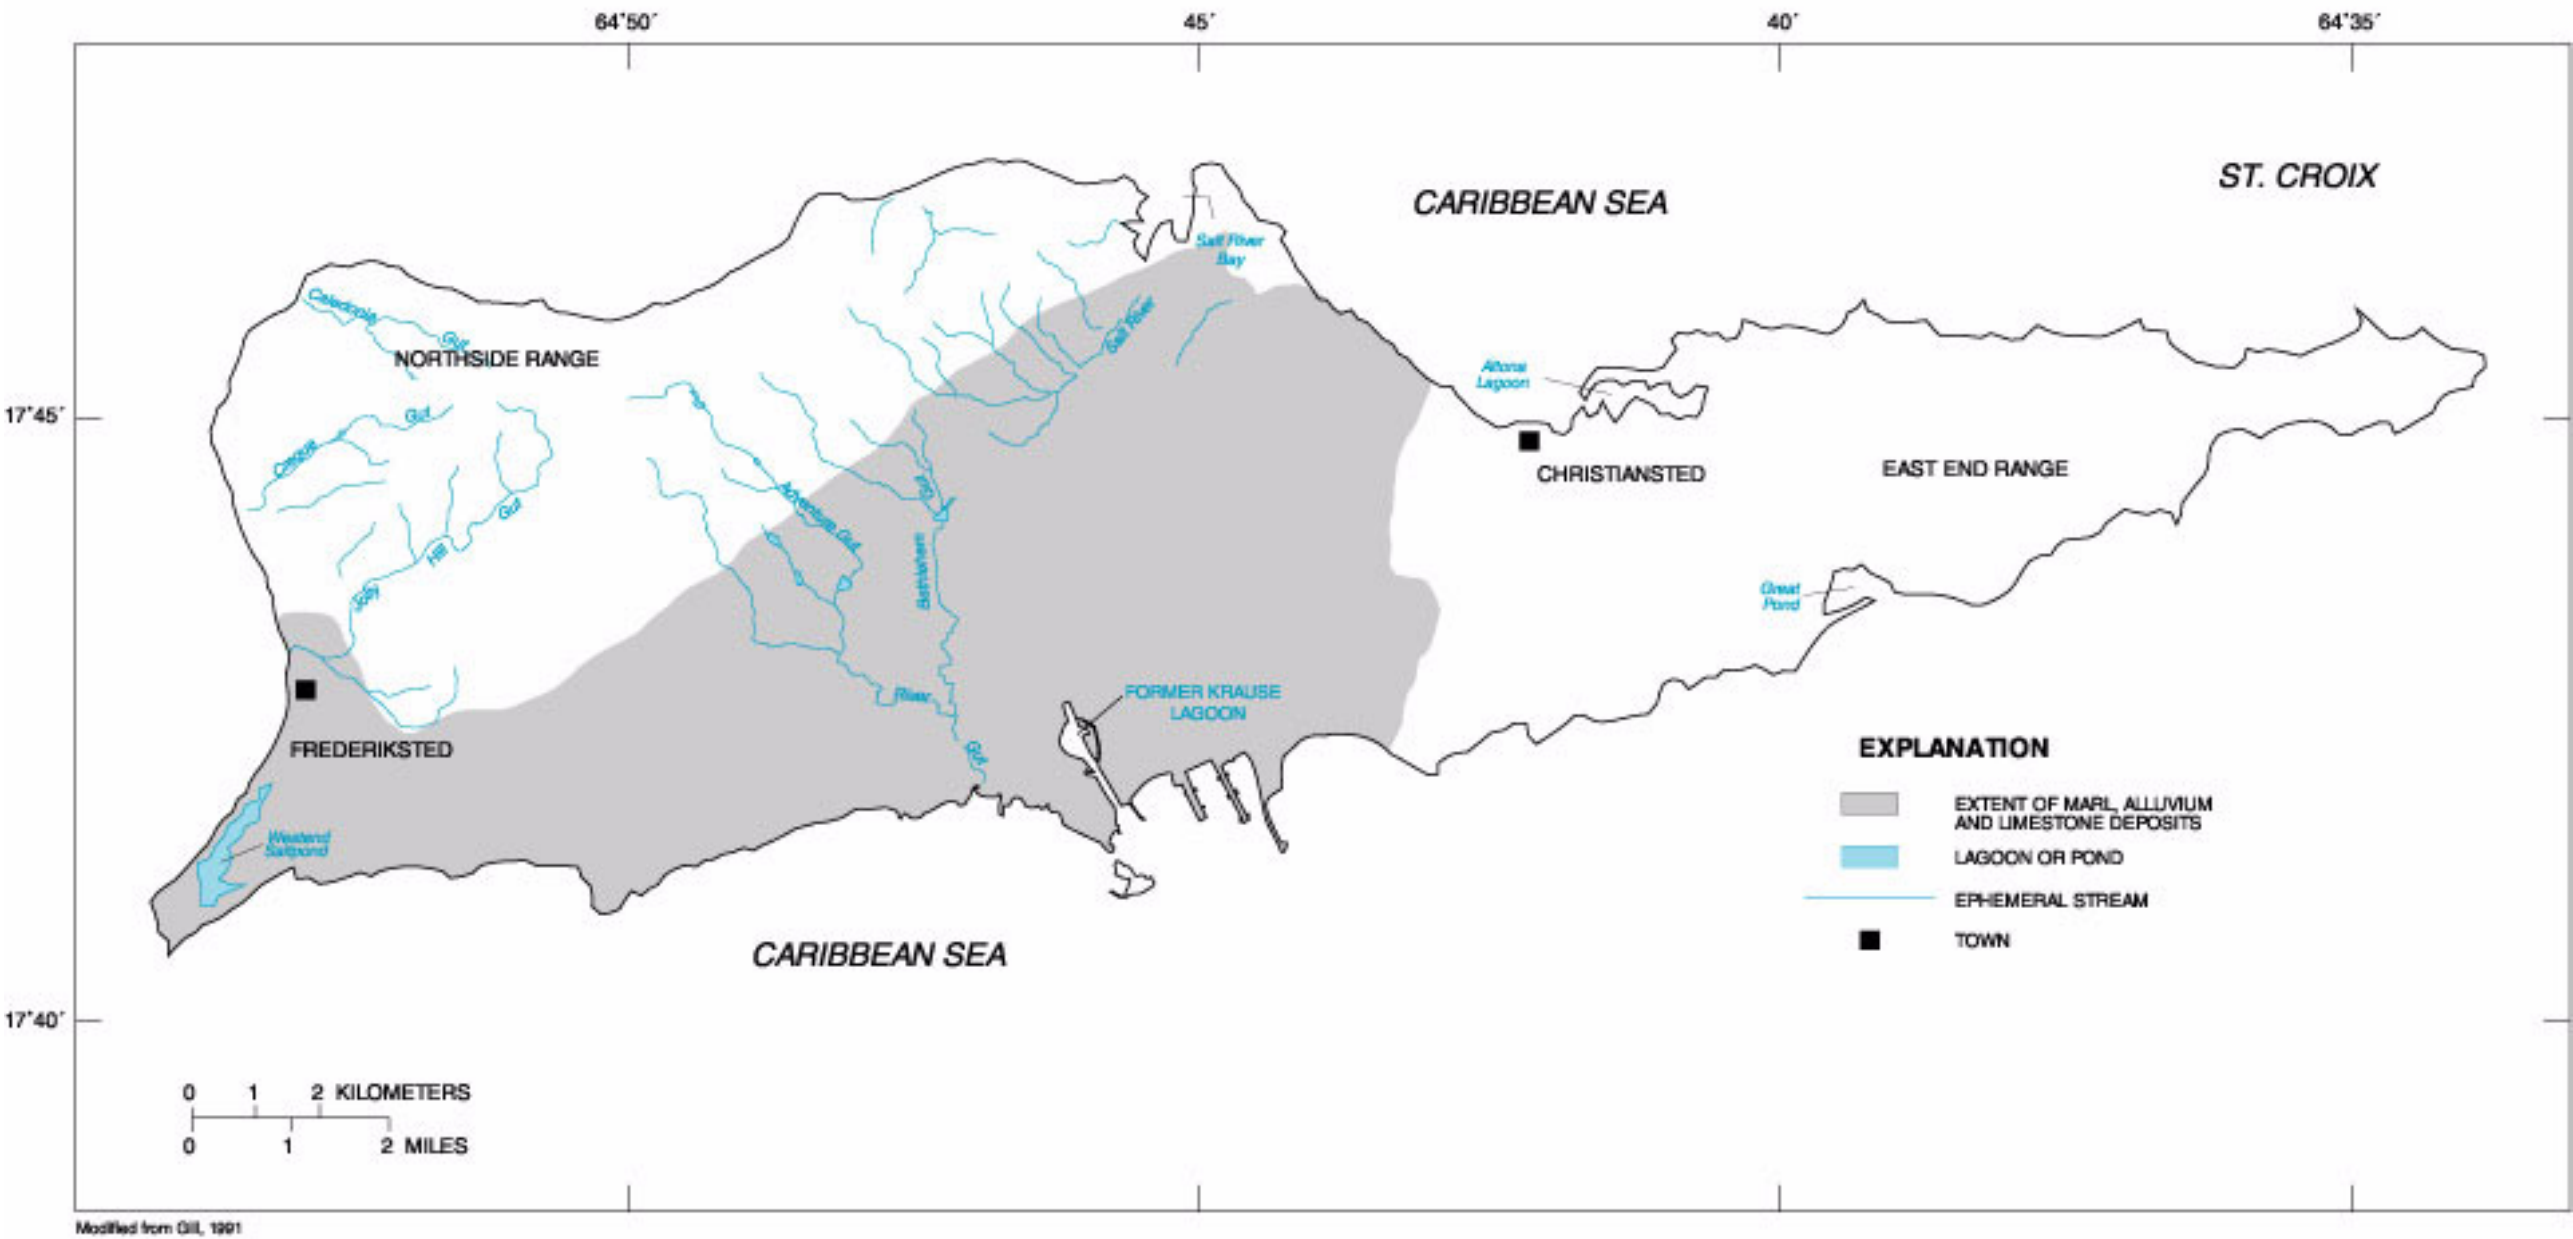 64°50´
45´
40´
64°35´
ST. CROIX
CARIBBEAN SEA
Salt River
Bay
Caledonia
Gut
NORTHSIDE RANGE
Salt River
Altona
Lagoon
17°45´
Creque
Gut
CHRISTIANSTED
EAST END RANGE
Adventure Gut
Gut
Bethlehem
Gut
Hill
Jolly
Great
Pond
River
FORMER KRAUSE
LAGOON
Gut
FREDERIKSTED
Westend
Saltpond
CARIBBEAN SEA
EXPLANATION
EXTENT OF MARL, ALLUVIUM
AND LIMESTONE DEPOSITS
LAGOON OR POND
EPHEMERAL STREAM
TOWN
17°40´
0 1 2 KILOMETERS
0 1 2 MILES
Modified from Gill, 1991